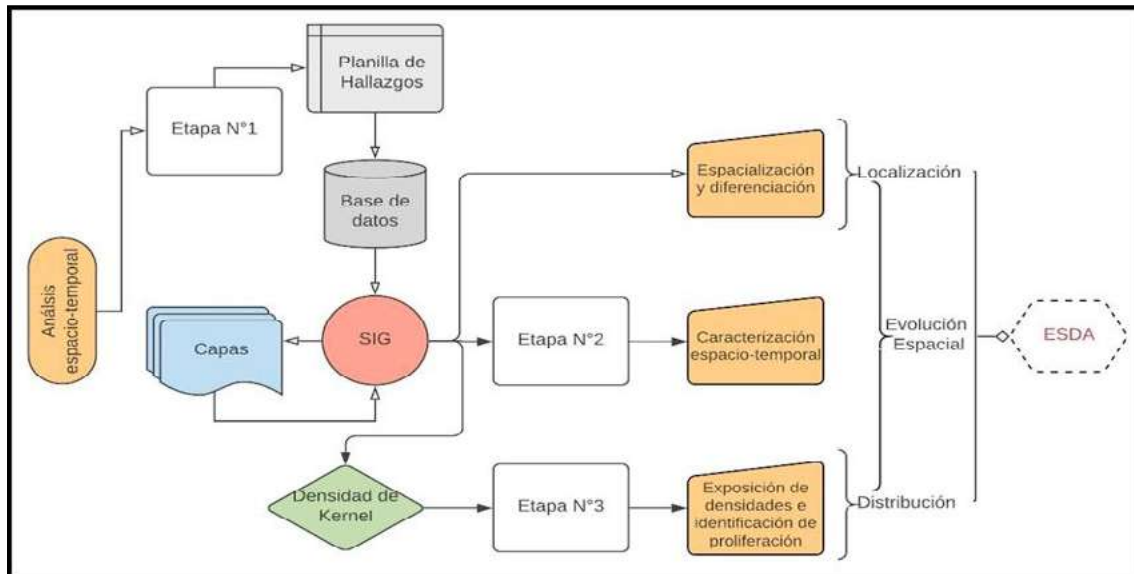 Planilla de
Hallazgos
Etapa N°1
Base de
datos
Análsis
espacio-temporal
Capas
SIG
Espacialización
y diferenciación
Localización
Etapa N°2
Caracterización
espacio-temporal
Evolución
Espacial
ESDA
Densidad de
Kernel
Etapa N°3
Exposición de
densidades e
identificación de
proliferación
Distribución